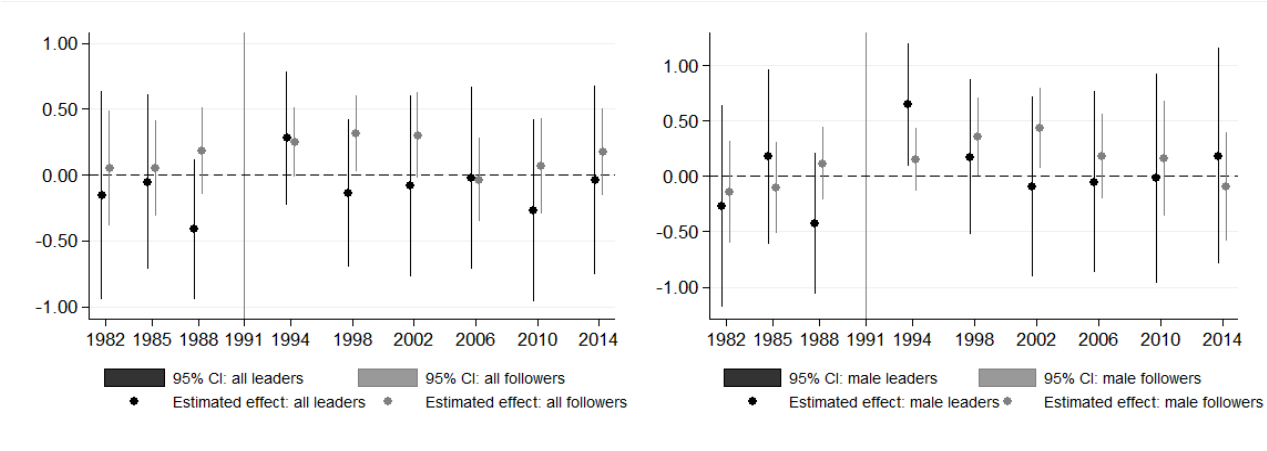 1.00
0.50
0.00
-0.50
-1.00
1982 1985 1988 1991 1994 1998 2002 2006 2010 2014
95% CI: all leaders 95% CI: all followers
Estimated effect: all leaders Estimated effect: all followers
1.00
0.50
0.00
-0.50
-1.00
1982 1985 1988 1991 1994 1998 2002 2006 2010 2014
95% CI: male leaders 95% CI: male followers
Estimated effect: male leaders Estimated effect: male followers